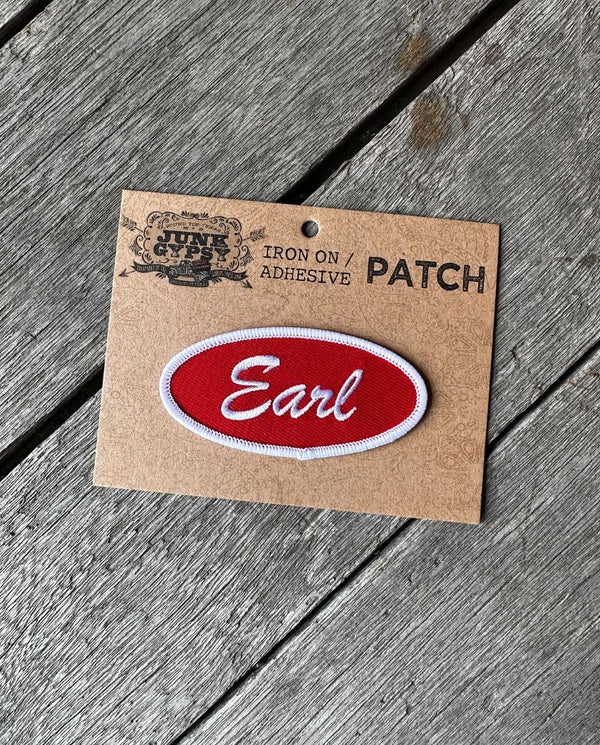 JUNK
GYPSY
IRON ON /
ADHESIVE
PATCH
Earl